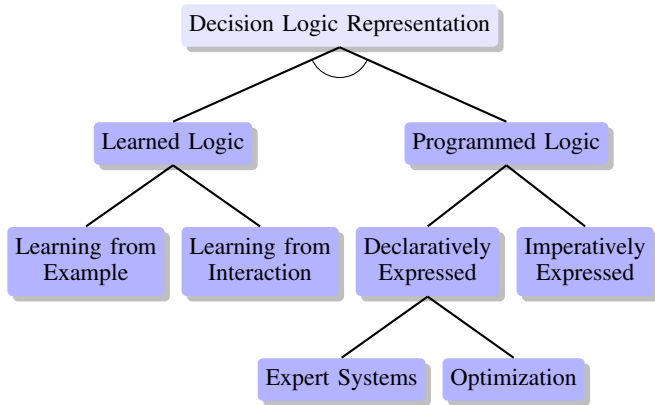 Decision Logic Representation
Learned Logic
Programmed Logic
Learning from
Example
Learning from
Interaction
Declaratively
Expressed
Imperatively
Expressed
Expert Systems
Optimization